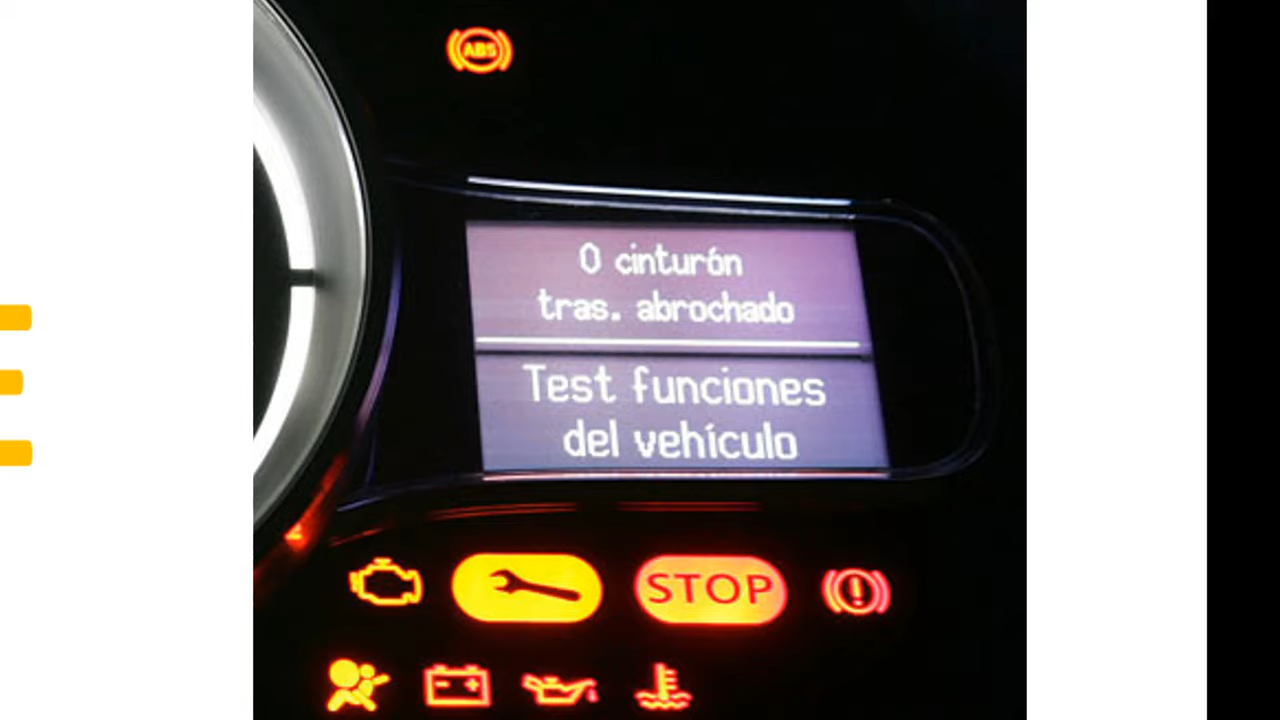 ABS
0 cinturón
tras. abrochado
Test funciones
del vehículo
STOP